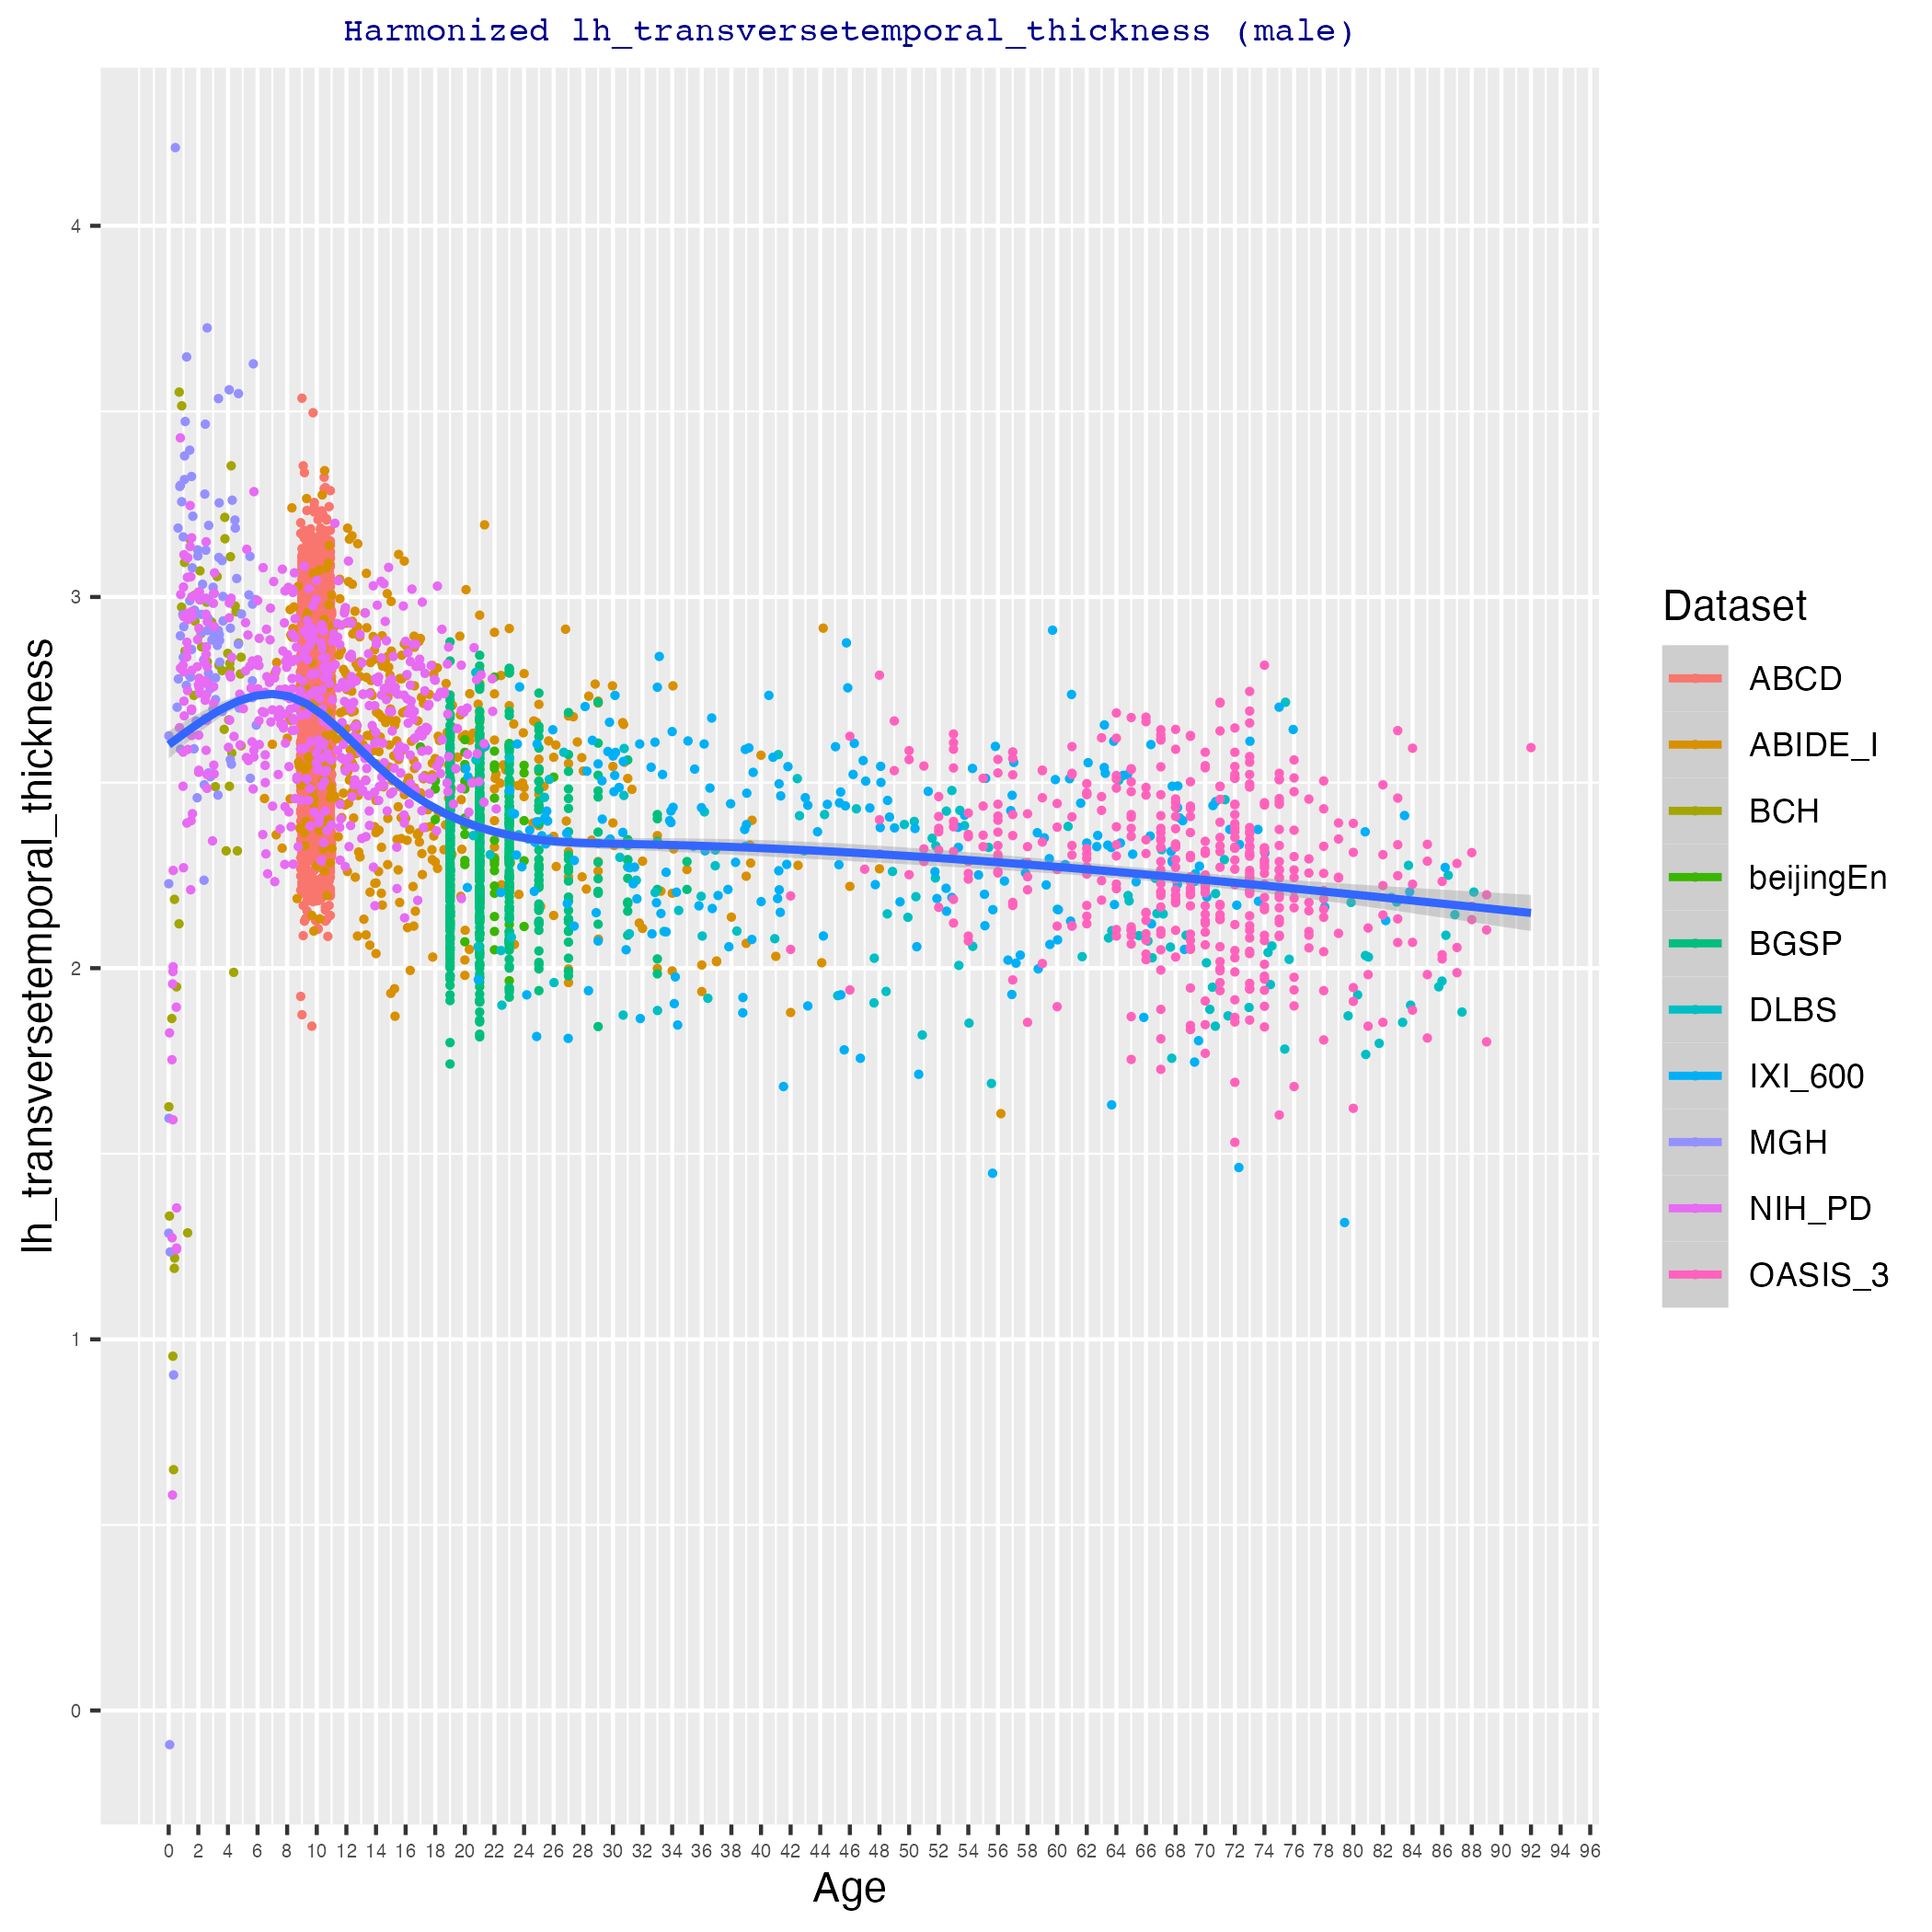 Harmonized lh_transversetemporal_thickness (male)
lh_transversetemporal_thickness
4
3
2
1
0
0 2 4 6 8 10 12 14 16 18 20 22 24 26 28 30 32 34 36 38 40 42 44 46 48 50 52 54 56 58 60 62 64 66 68 70 72 74 76 78 80 82 84 86 88 90 92 94 96
Age
Dataset
ABCD
ABIDE_I
BCH
beijingEn
BGSP
DLBS
IXI_600
MGH
NIH_PD
OASIS_3